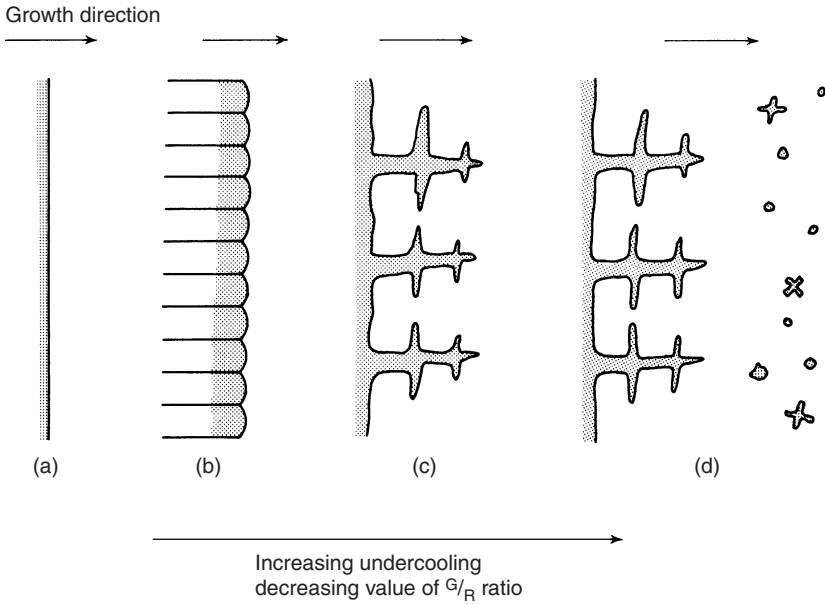 Growth direction
(a)
(b)
(c)
(d)
Increasing undercooling
decreasing value of G/R ratio